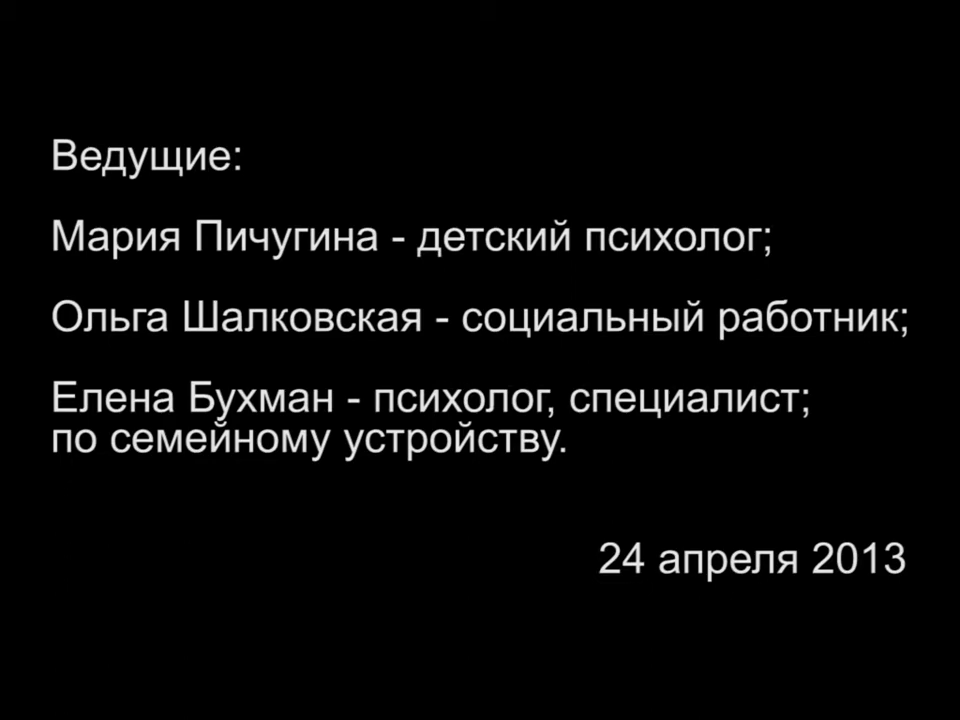 Ведущие:
Мария Пичугина - детский психолог;
Ольга Шалковская - социальный работник;
Елена Бухман - психолог, специалист;
по семейному устройству.
24 апреля 2013